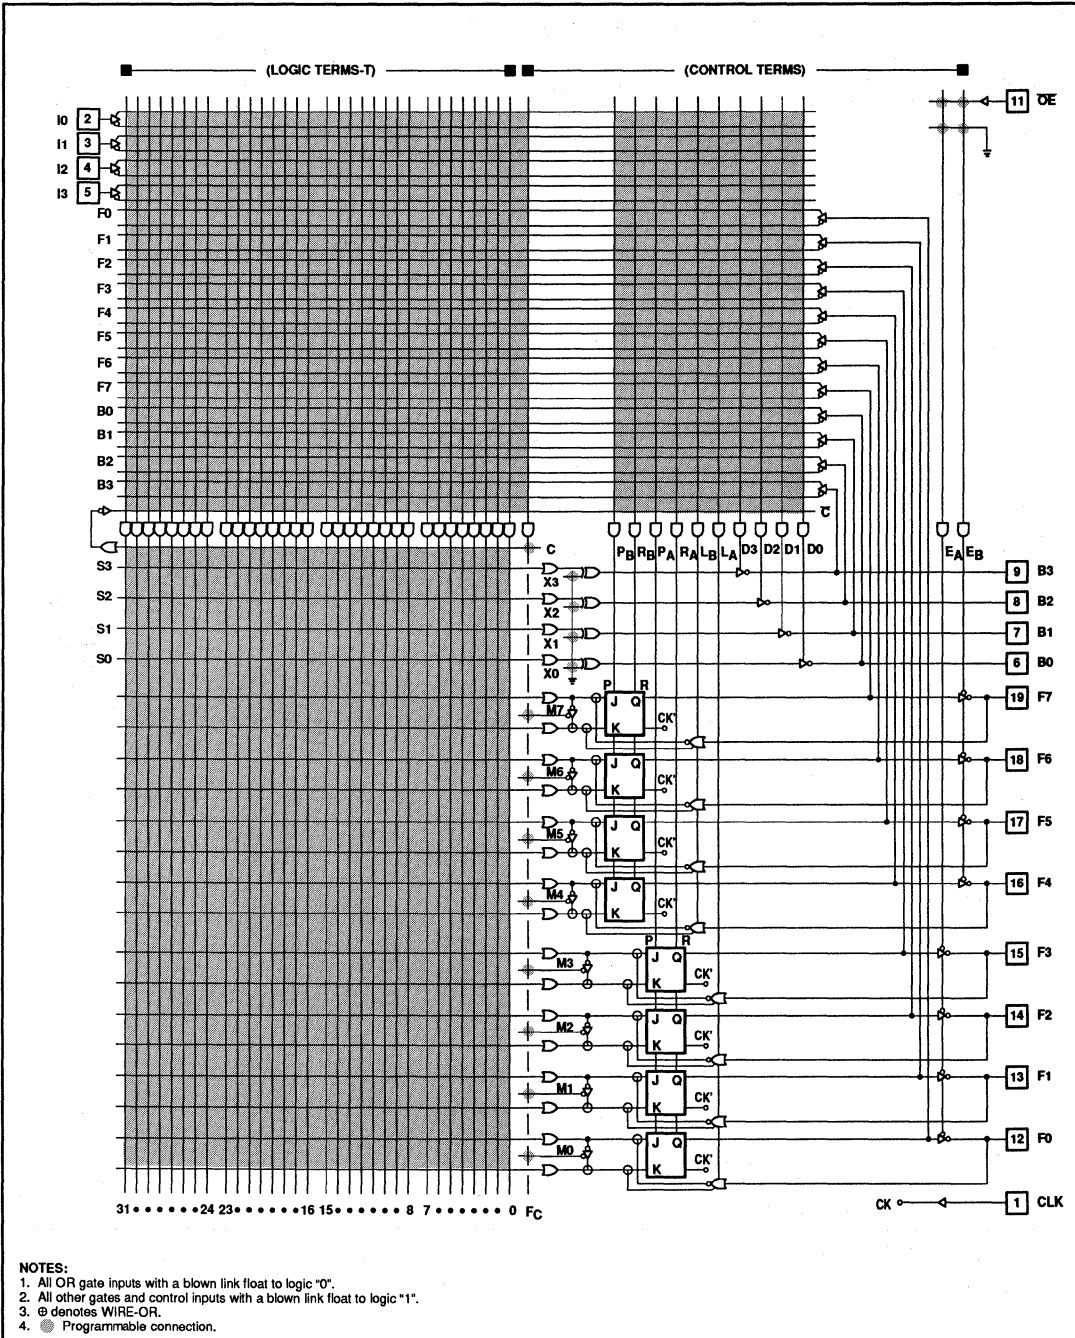 (LOGIC TERMS-T) (CONTROL TERMS)
11 OE
I0 2
I1 3
I2 4
I3 5
F0
F1
F2
F3
F4
F5
F6
F7
B0
B1
B2
B3
C
C PB RB PA RA LB LA D3 D2 D1 D0 EA EB
S3 X3 9 B3
S2 X2 8 B2
S1 X1 7 B1
S0 X0 6 B0
P R
M7 J Q K CK' 19 F7
M6 J Q K CK' 18 F6
M5 J Q K CK' 17 F5
M4 J Q K CK' 16 F4
P R
M3 J Q K CK' 15 F3
M2 J Q K CK' 14 F2
M1 J Q K CK' 13 F1
M0 J Q K CK' 12 F0
CK 1 CLK
31 • • • • • • 24 23 • • • • • • 16 15 • • • • • • 8 7 • • • • • • 0 FC
NOTES:
1. All OR gate inputs with a blown link float to logic "0".
2. All other gates and control inputs with a blown link float to logic "1".
3. ⊕ denotes WIRE-OR.
4. Programmable connection.